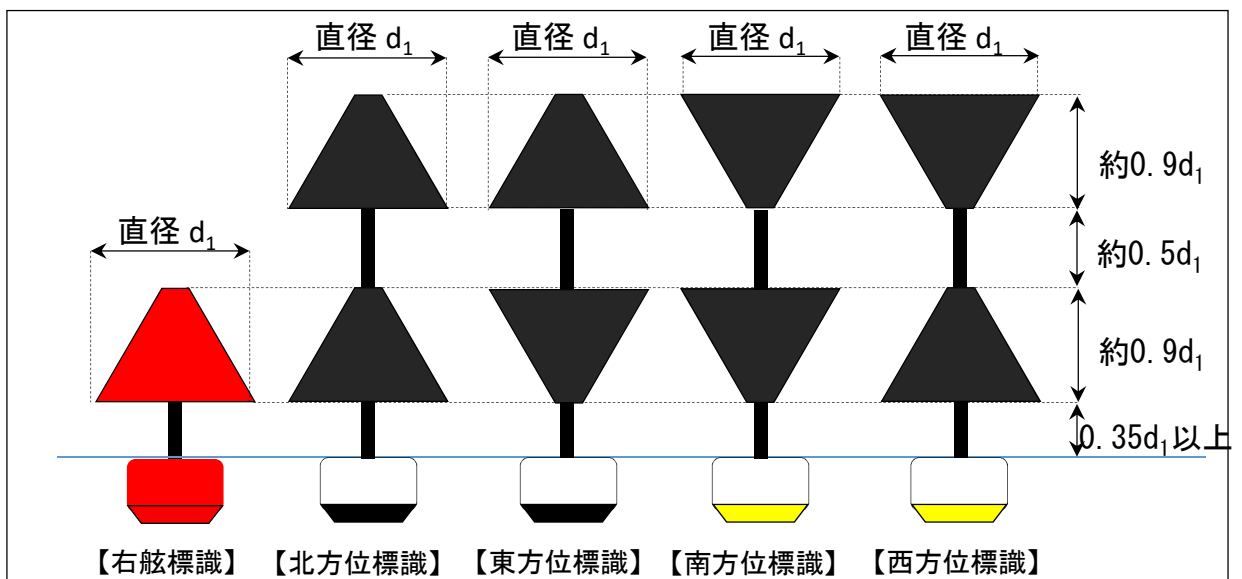 直径 d₁
直径 d₁
直径 d₁
直径 d₁
直径 d₁
約0.9d₁
約0.5d₁
約0.9d₁
0.35d₁以上
【右舷標識】
【北方位標識】
【東方位標識】
【南方位標識】
【西方位標識】